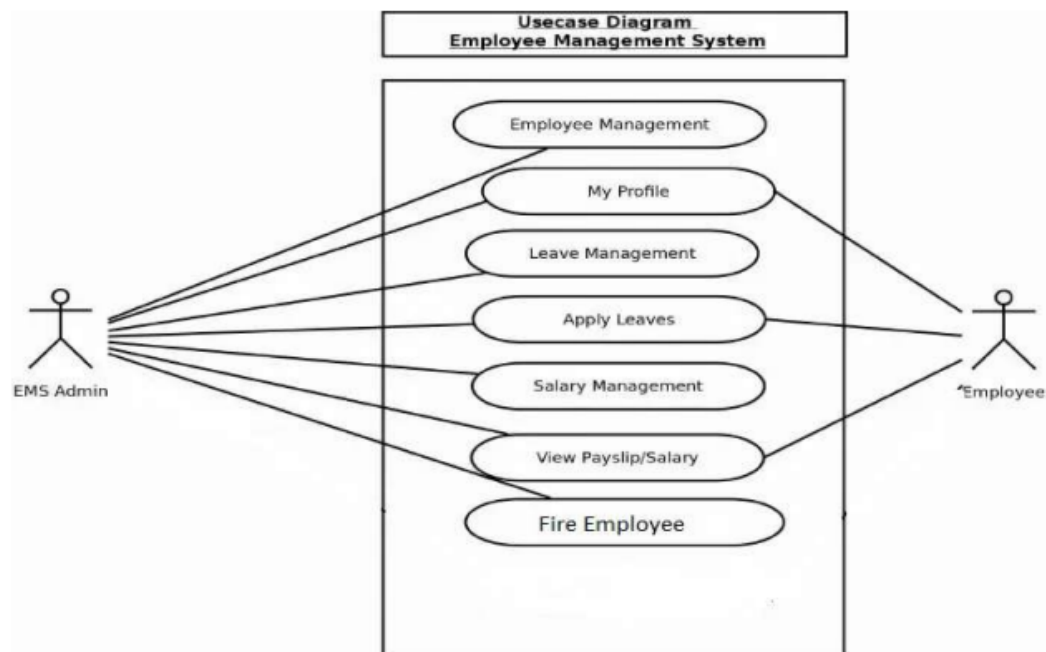 Usecase Diagram
Employee Management System
Employee Management
My Profile
Leave Management
Apply Leaves
EMS Admin
Employee
Salary Management
View Payslip/Salary
Fire Employee